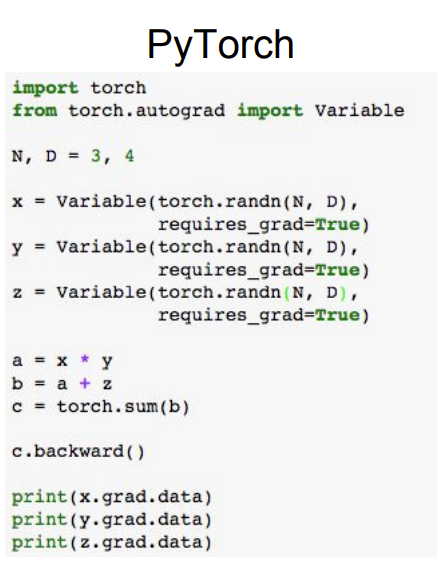 PyTorch
import torch
from torch.autograd import Variable
N, D = 3, 4
x = Variable(torch.randn(N, D),
requires_grad=True)
y = Variable(torch.randn(N, D),
requires_grad=True)
z = Variable(torch.randn(N, D),
requires_grad=True)
a = x * y
b = a + z
c = torch.sum(b)
c.backward()
print(x.grad.data)
print(y.grad.data)
print(z.grad.data)